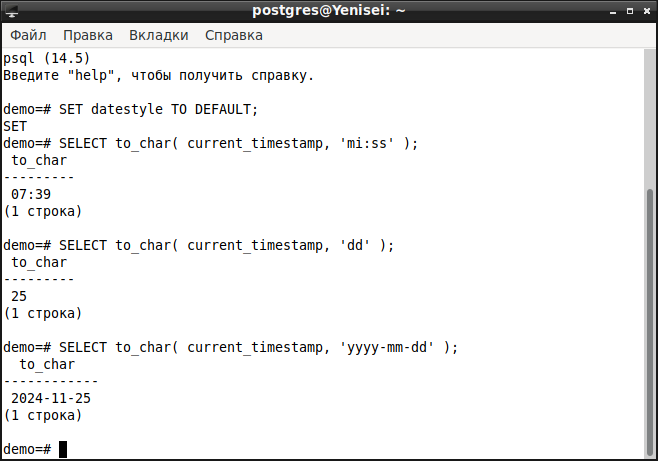 postgres@Yenisei: ~
Файл Правка Вкладки Справка
psql (14.5)
Введите "help", чтобы получить справку.
demo=# SET datestyle TO DEFAULT;
SET
demo=# SELECT to_char( current_timestamp, 'mi:ss' );
to_char
---------
07:39
(1 строка)
demo=# SELECT to_char( current_timestamp, 'dd' );
to_char
---------
25
(1 строка)
demo=# SELECT to_char( current_timestamp, 'yyyy-mm-dd' );
to_char
------------
2024-11-25
(1 строка)
demo=#